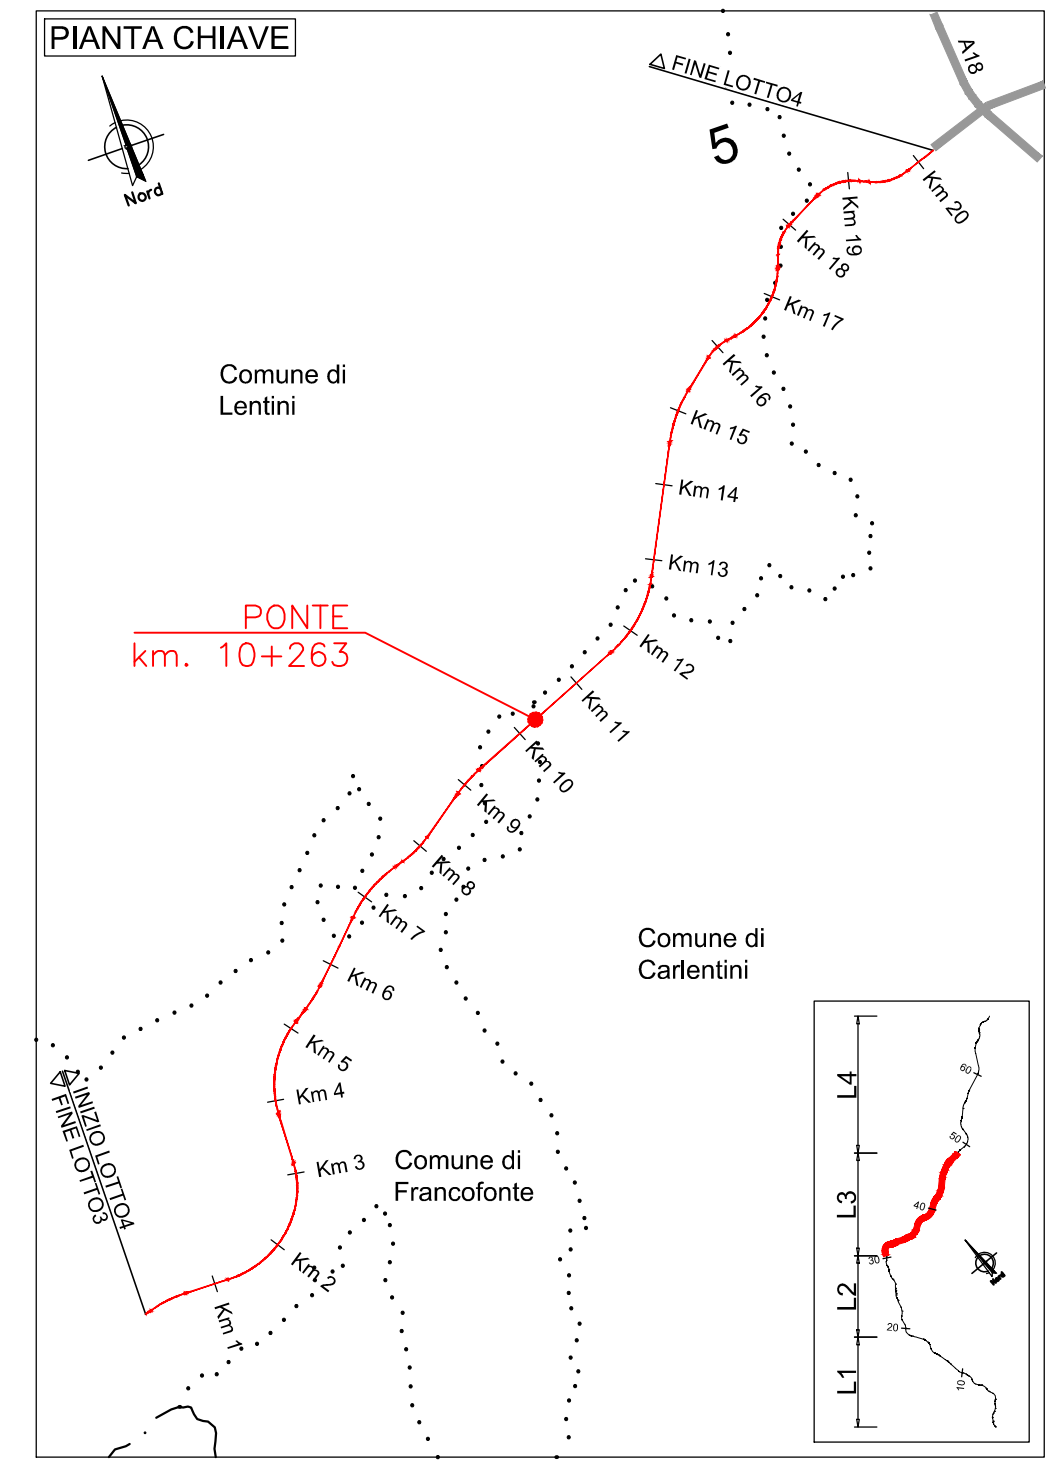 PIANTA CHIAVE
A18
FINE LOTTO4
5
Nord
Km 20
Km 19
Km 18
Km 17
Km 16
Comune di
Lentini
Km 15
Km 14
Km 13
PONTE
km. 10+263
Km 12
Km 11
Km 10
Km 9
Km 8
Km 7
Comune di
Carlentini
Km 6
Km 5
Km 4
INIZIO LOTTO4
FINE LOTTO3
Km 3
Comune di
Francofonte
Km 2
Km 1
L4
60
50
L3
40
30
L2
20
L1
10